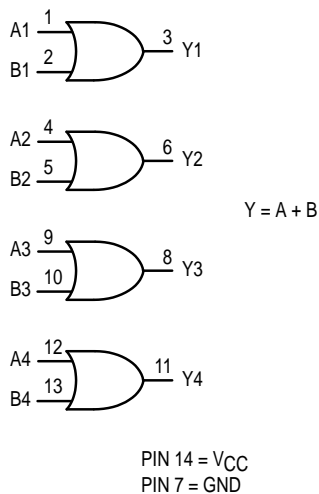 A1 1
3 Y1
B1 2
A2 4
6 Y2
B2 5
Y = A + B
A3 9
8 Y3
B3 10
A4 12
11 Y4
B4 13
PIN 14 = VCC
PIN 7 = GND